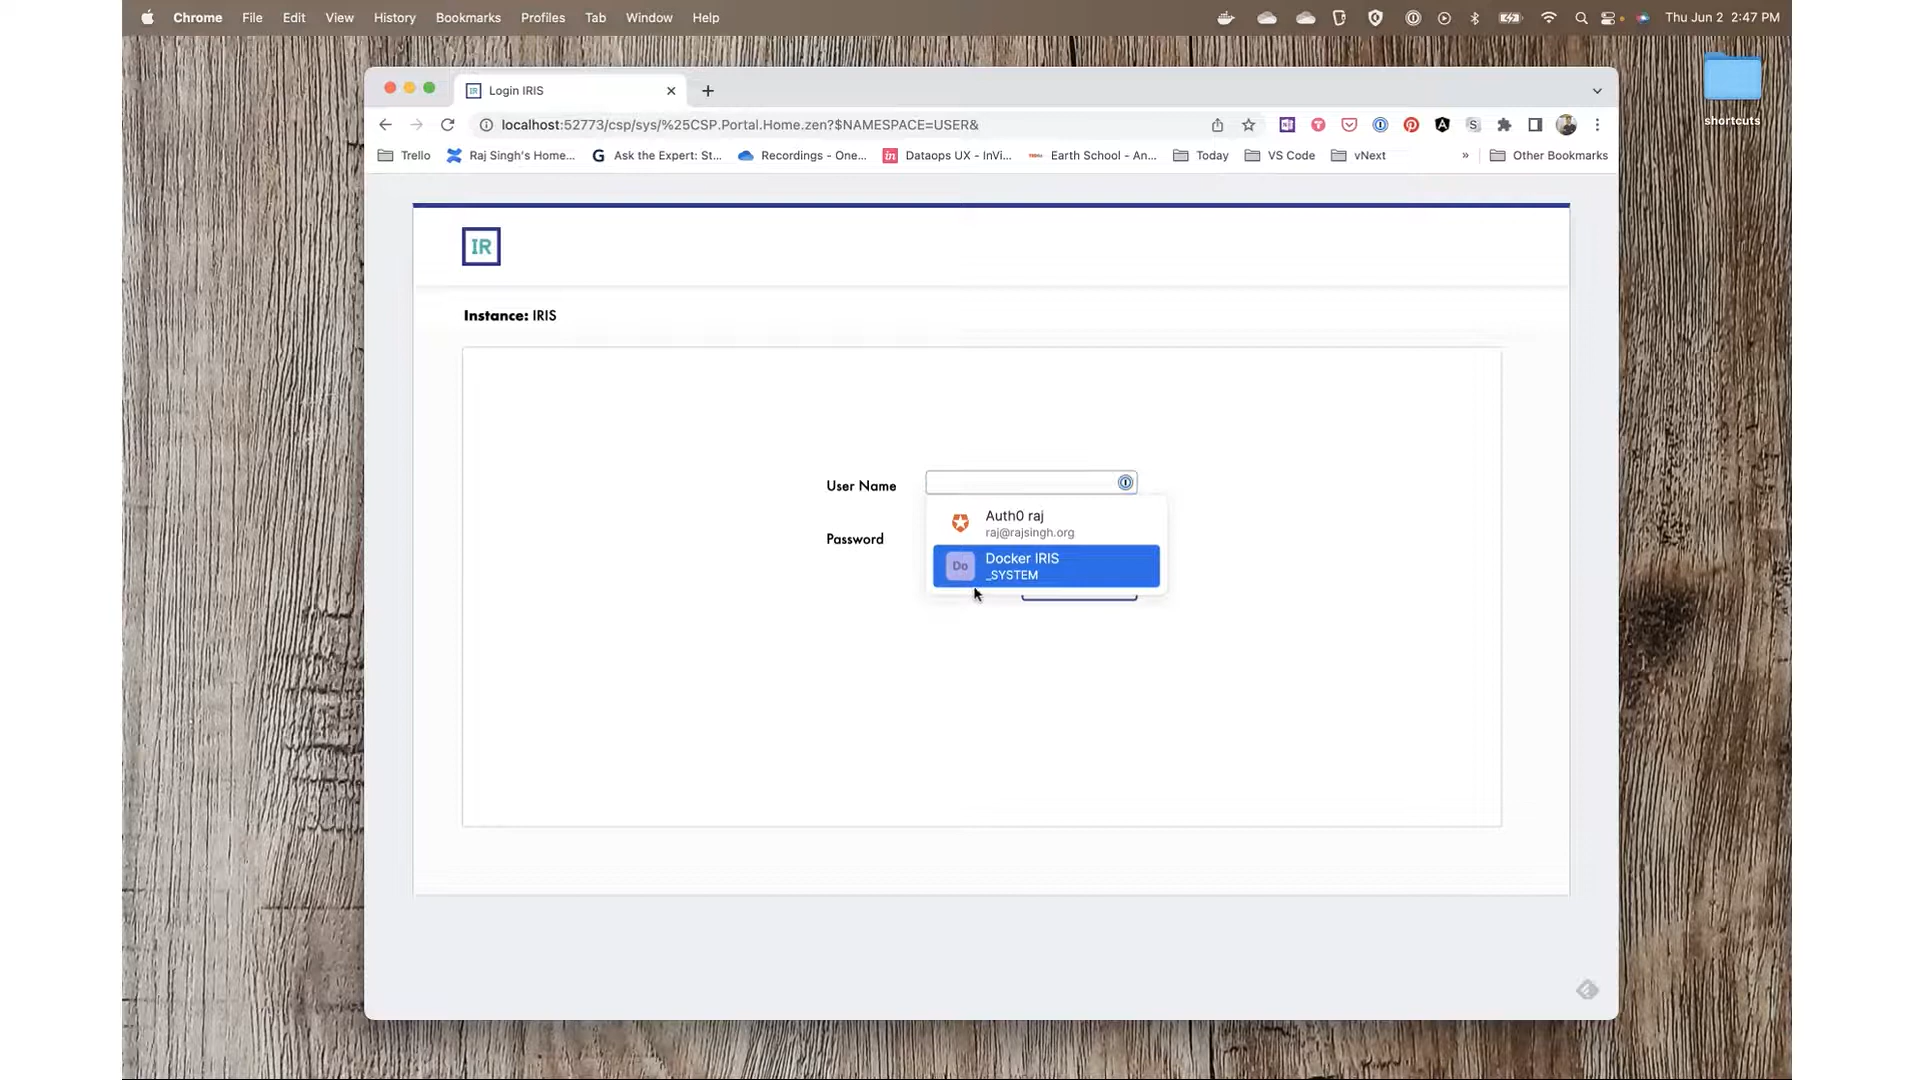 Chrome File Edit View History Bookmarks Profiles Tab Window Help Thu Jun 2 2:47 PM
shortcuts
IR Login IRIS
localhost:52773/csp/sys/%25CSP.Portal.Home.zen?$NAMESPACE=USER&
Trello Raj Singh's Home... Ask the Expert: St... Recordings - One... in Dataops UX - InVi... Earth School - An... Today VS Code vNext » Other Bookmarks
IR
Instance: IRIS
User Name
Auth0 raj
raj@rajsingh.org
Password
Do Docker IRIS
_SYSTEM